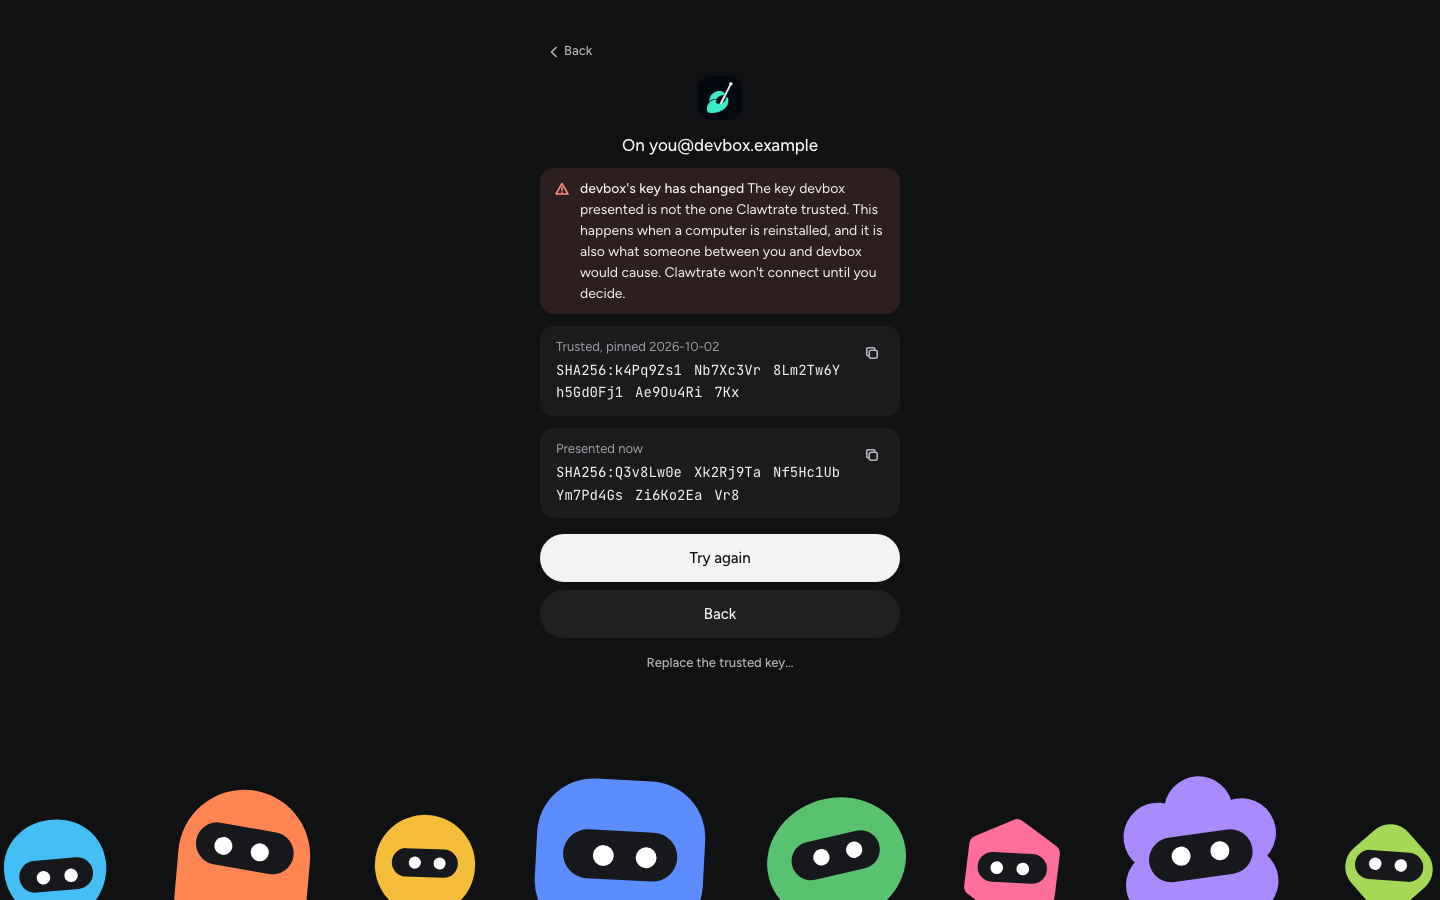 Back
On you@devbox.example
devbox's key has changed The key devbox
presented is not the one Clawtrate trusted. This
happens when a computer is reinstalled, and it is
also what someone between you and devbox
would cause. Clawtrate won't connect until you
decide.
Trusted, pinned 2026-10-02
SHA256:k4Pq9Zs1 Nb7Xc3Vr 8Lm2Tw6Y
h5Gd0Fj1 Ae9Ou4Ri 7Kx
Presented now
SHA256:Q3v8Lw0e Xk2Rj9Ta Nf5Hc1Ub
Ym7Pd4Gs Zi6Ko2Ea Vr8
Try again
Back
Replace the trusted key...